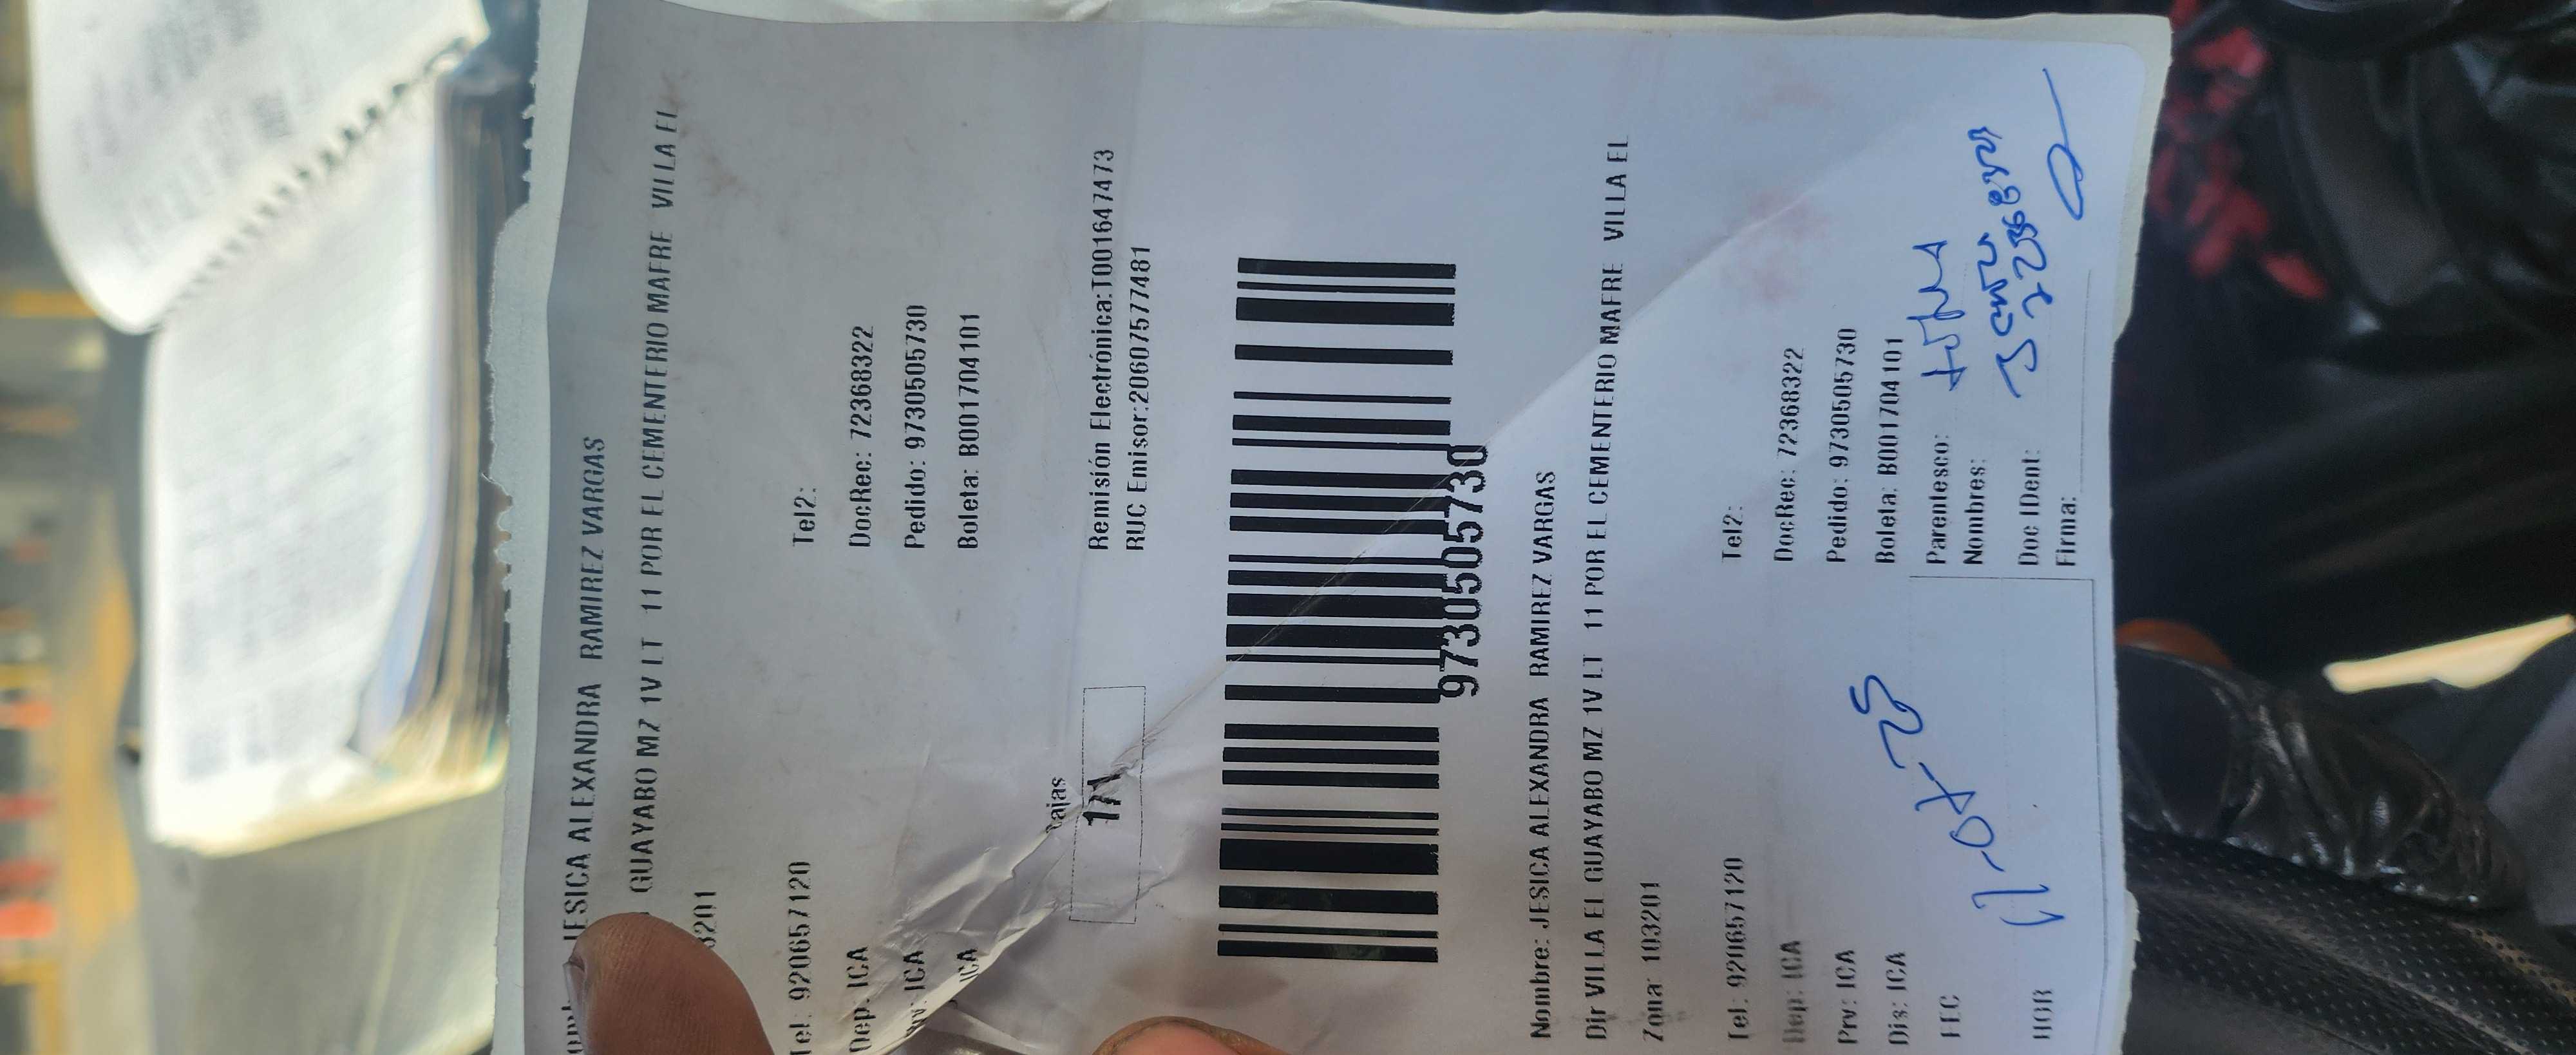 JESICA ALEXANDRA RAMIREZ VARGAS
GUAYABO MZ 1V LT 11 POR EL CEMENTERIO MAFRE VILLA EL
3201
Tel: 920657120 Tel2:
Dep: ICA DocRec: 72368322
Prv: ICA Pedido: 9730505730
ICA Boleta: B001704101
cajas
1/1
Remisión Electrónica:T001647473
RUC Emisor:20607577481
9730505730
Nombre: JESICA ALEXANDRA RAMIREZ VARGAS
Dir VILLA EL GUAYABO MZ 1V LT 11 POR EL CEMENTERIO MAFRE VILLA EL
Zona: 103201
Tel: 920657120 Tel2:
Dep: ICA DocRec: 72368322
Prv: ICA Pedido: 9730505730
Dis: ICA Boleta: B001704101
FEC Parentesco:
Nombres:
HOR Doc IDent:
Firma: